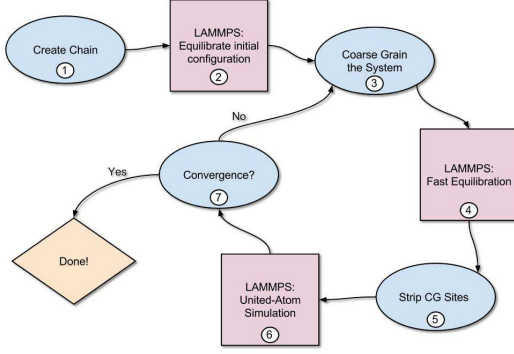 Create Chain
1
LAMMPS:
Equilibrate initial
configuration
2
Coarse Grain
the System
3
LAMMPS:
Fast Equilibration
4
Strip CG Sites
5
LAMMPS:
United-Atom
Simulation
6
Convergence?
7
No
Yes
Done!